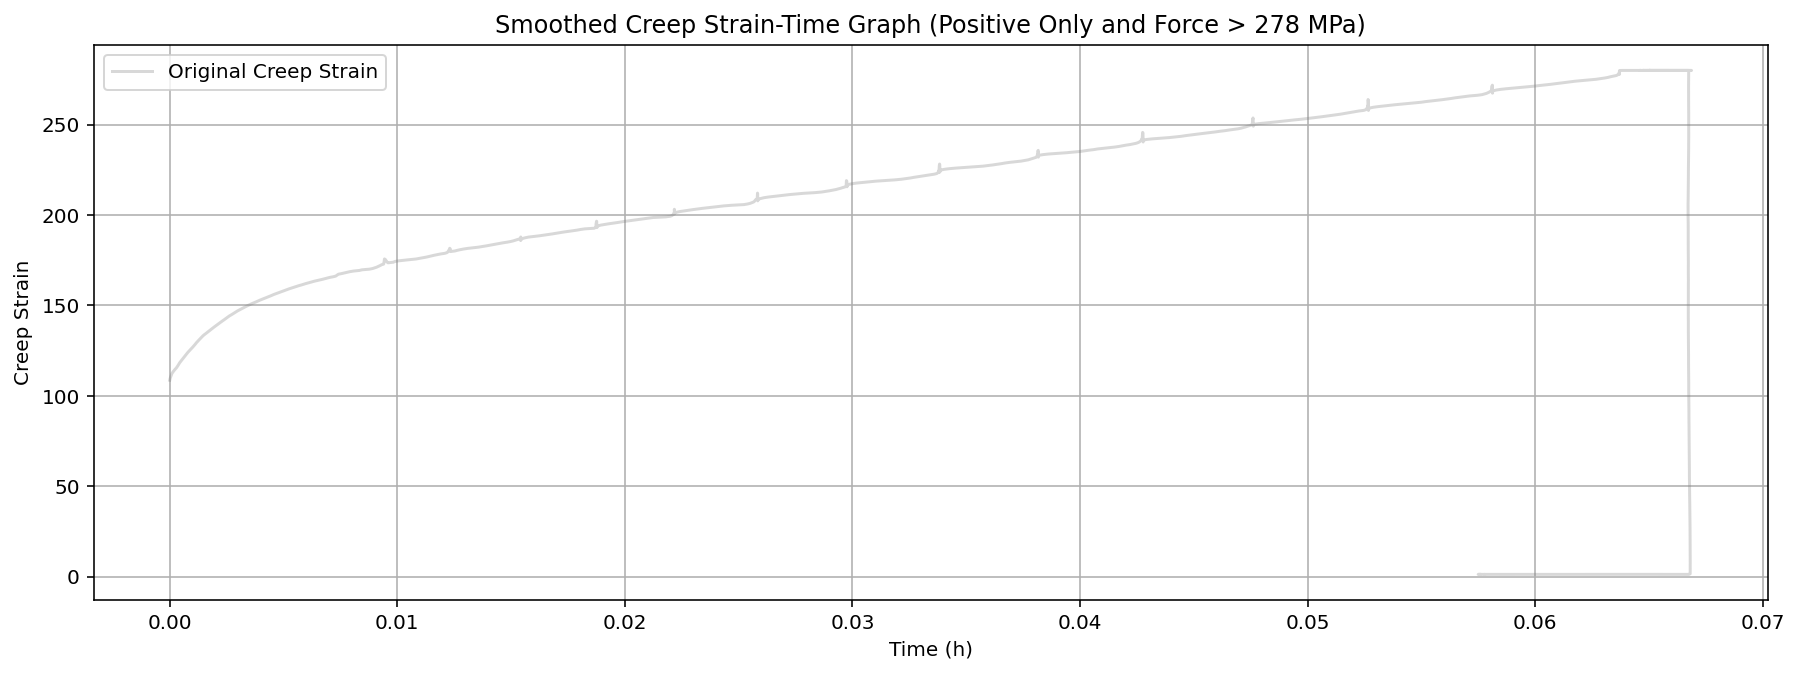 Smoothed Creep Strain-Time Graph (Positive Only and Force > 278 MPa)
Original Creep Strain
Creep Strain
250
200
150
100
50
0
0.00 0.01 0.02 0.03 0.04 0.05 0.06 0.07
Time (h)